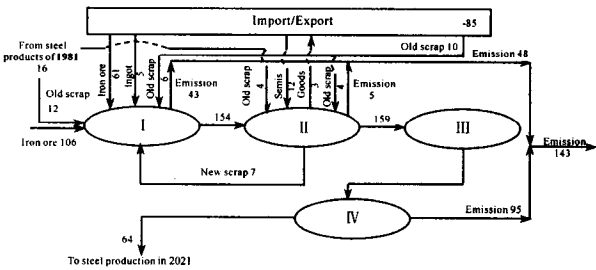 Import/Export -85
From steel
products of 1981
16
Old scrap 10
Emission 48
Iron ore
61
Ingot
5
Old scrap
6
Emission
43
Old scrap
4
Semis
12
Goods
3
Old scrap
4
Emission
5
Old scrap
12
I
154
II
159
III
Iron ore 106
Emission
143
New scrap 7
IV
Emission 95
64
To steel production in 2021